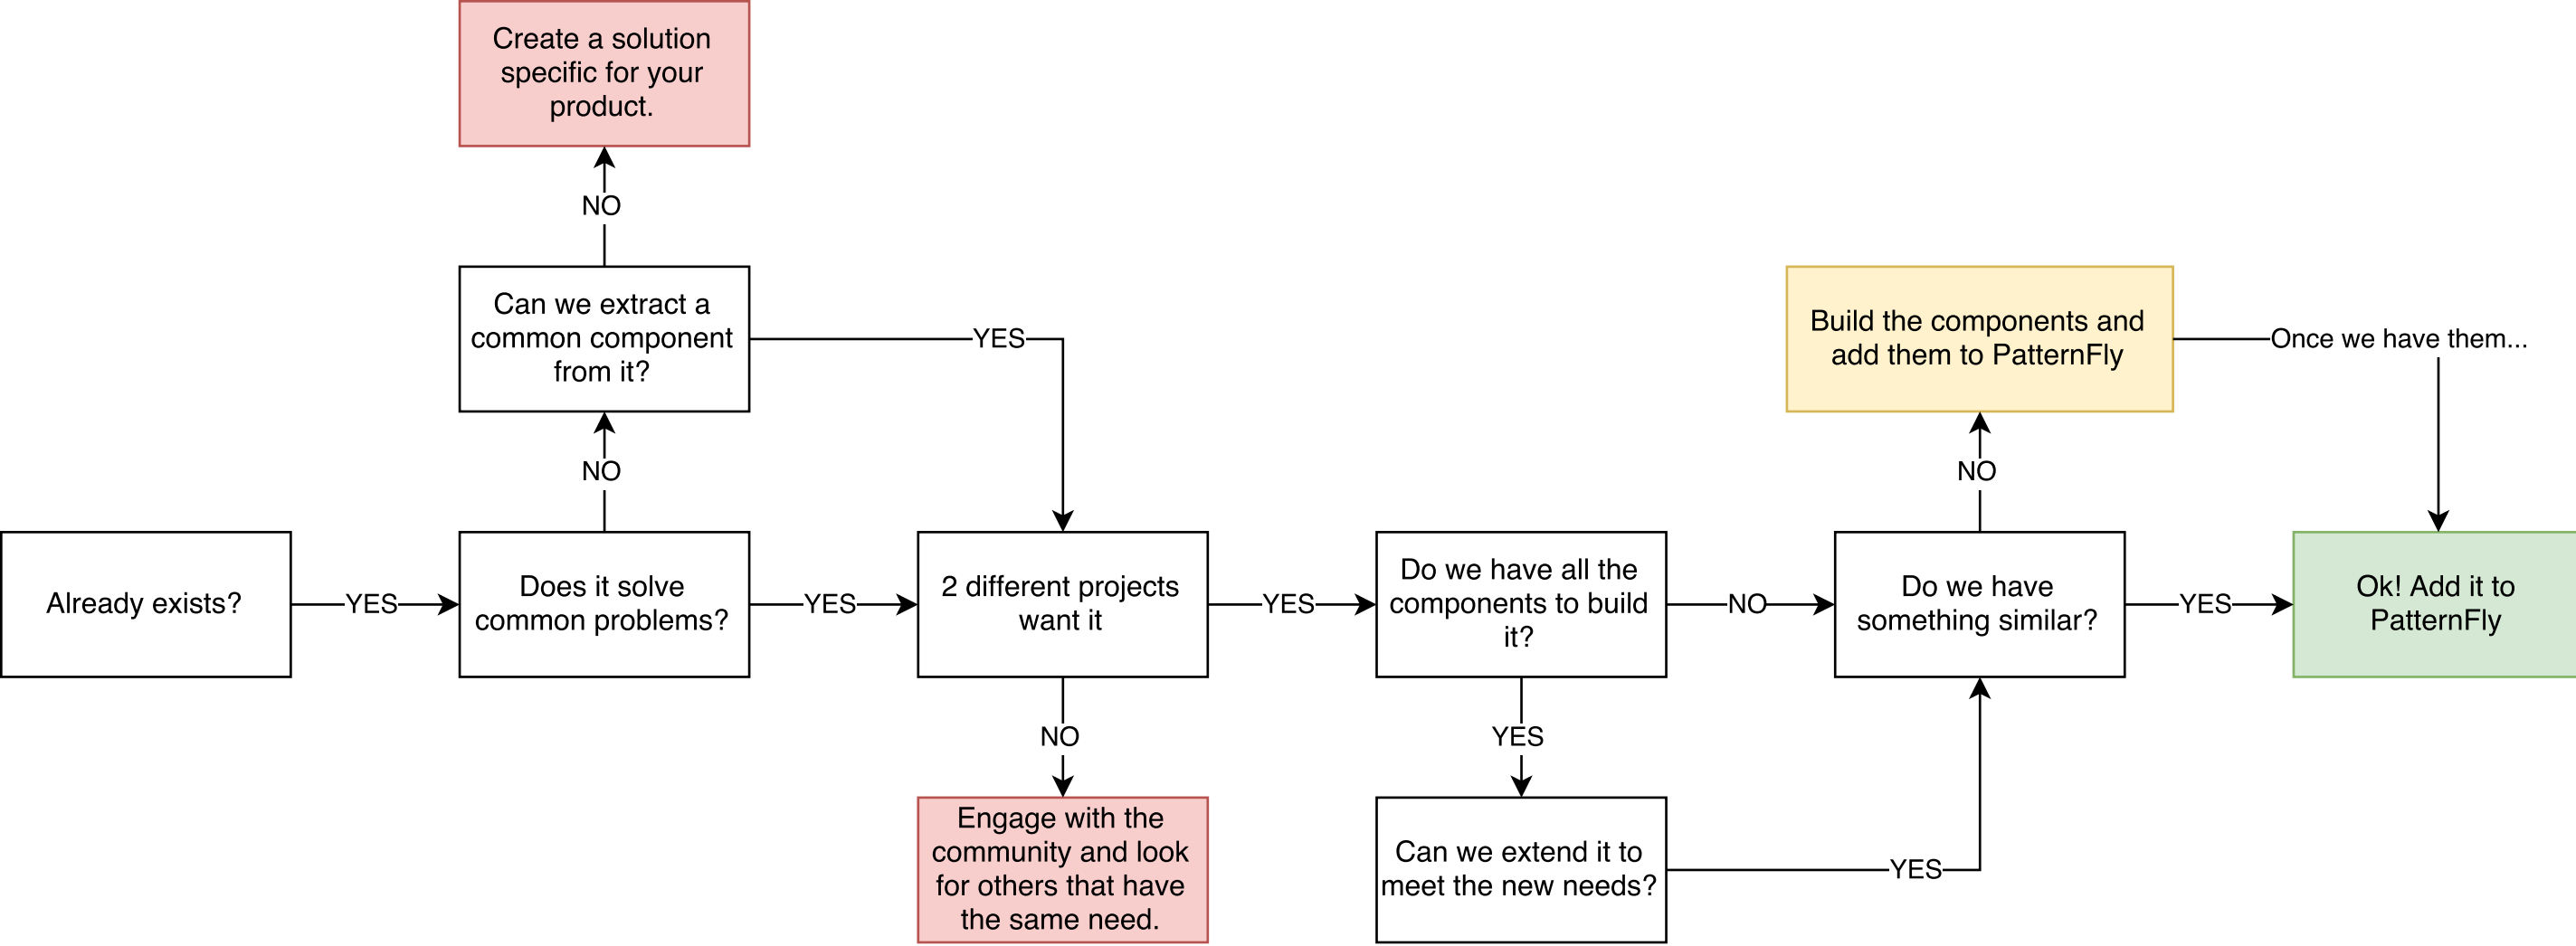 Create a solution
specific for your
product.
NO
Can we extract a
common component
from it?
YES
Build the components and
add them to PatternFly
Once we have them...
NO
NO
Already exists?
YES
Does it solve
common problems?
YES
2 different projects
want it
YES
Do we have all the
components to build
it?
NO
Do we have
something similar?
YES
Ok! Add it to
PatternFly
NO
YES
Engage with the
community and look
for others that have
the same need.
Can we extend it to
meet the new needs?
YES